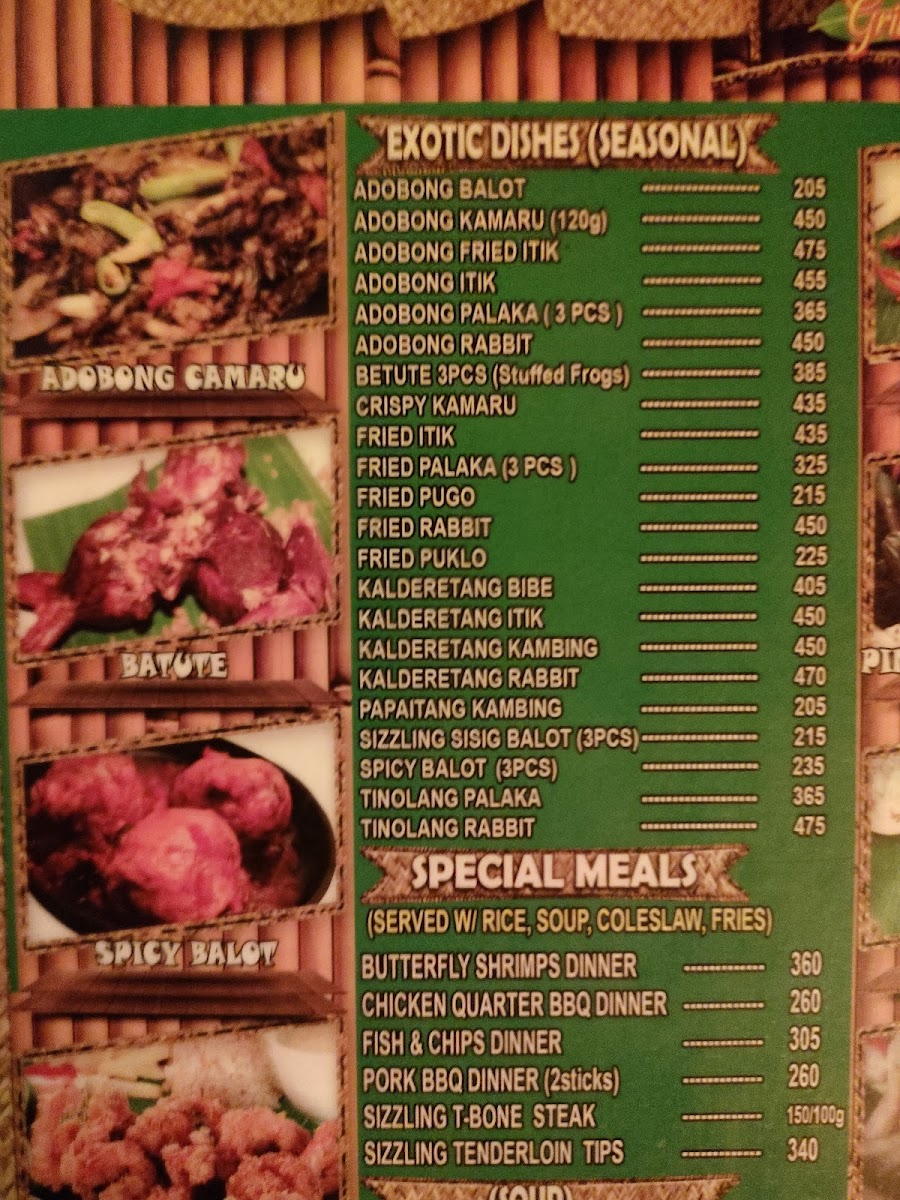 Gri
EXOTIC DISHES (SEASONAL)
ADOBONG BALOT ------------------- 205
ADOBONG KAMARU (120g) ------------------- 450
ADOBONG FRIED ITIK ------------------- 475
ADOBONG ITIK ------------------- 455
ADOBONG PALAKA ( 3 PCS ) ------------------- 365
ADOBONG RABBIT ------------------- 450
BETUTE 3PCS (Stuffed Frogs) ------------------- 385
CRISPY KAMARU ------------------- 435
FRIED ITIK ------------------- 435
FRIED PALAKA (3 PCS ) ------------------- 325
FRIED PUGO ------------------- 215
FRIED RABBIT ------------------- 450
FRIED PUKLO ------------------- 225
KALDERETANG BIBE ------------------- 405
KALDERETANG ITIK ------------------- 450
KALDERETANG KAMBING ------------------- 450
KALDERETANG RABBIT ------------------- 470
PAPAITANG KAMBING ------------------- 205
SIZZLING SISIG BALOT (3PCS) ------------------- 215
SPICY BALOT (3PCS) ------------------- 235
TINOLANG PALAKA ------------------- 365
TINOLANG RABBIT ------------------- 475
SPECIAL MEALS
(SERVED W/ RICE, SOUP, COLESLAW, FRIES)
BUTTERFLY SHRIMPS DINNER ------------- 360
CHICKEN QUARTER BBQ DINNER ------------- 260
FISH & CHIPS DINNER ------------- 305
PORK BBQ DINNER (2sticks) ------------- 260
SIZZLING T-BONE STEAK ------------- 150/100g
SIZZLING TENDERLOIN TIPS ------------- 340
(SOUP)
ADOBONG CAMARU
BATUTE
SPICY BALOT